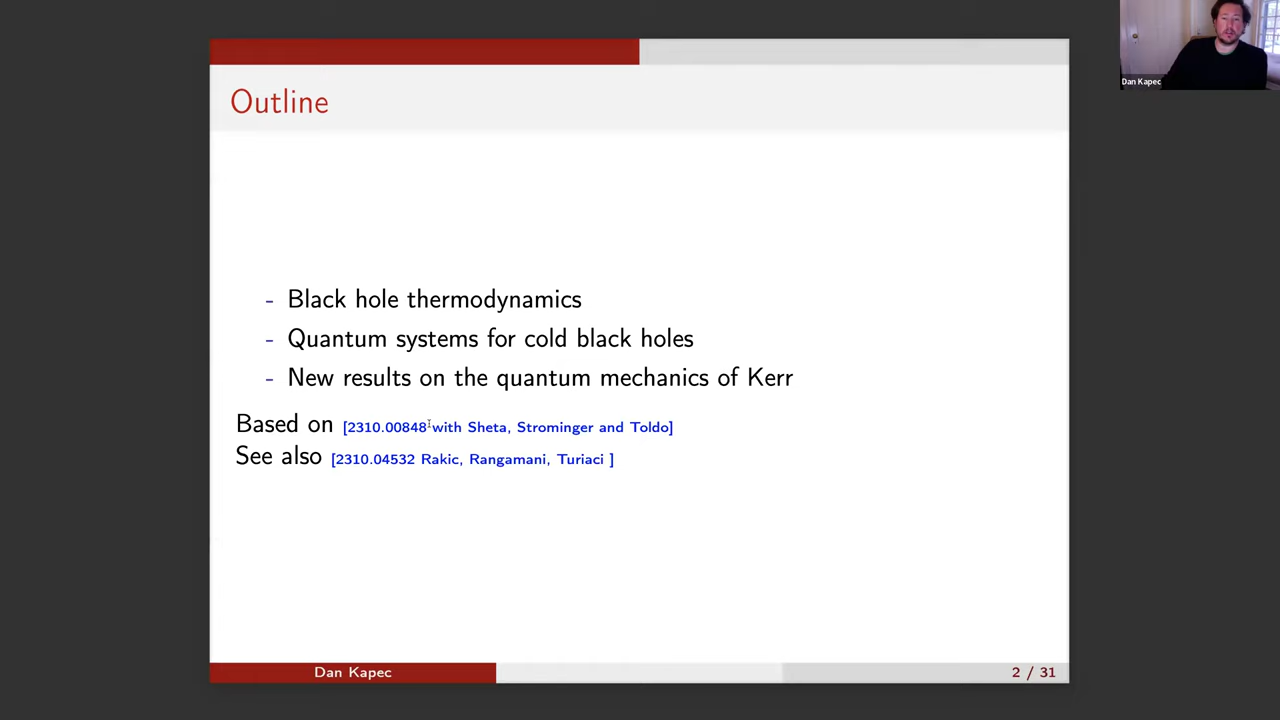 Outline
- Black hole thermodynamics
- Quantum systems for cold black holes
- New results on the quantum mechanics of Kerr
Based on [2310.00848 with Sheta, Strominger and Toldo]
See also [2310.04532 Rakic, Rangamani, Turiaci ]
Dan Kapec
2 / 31
Dan Kapec